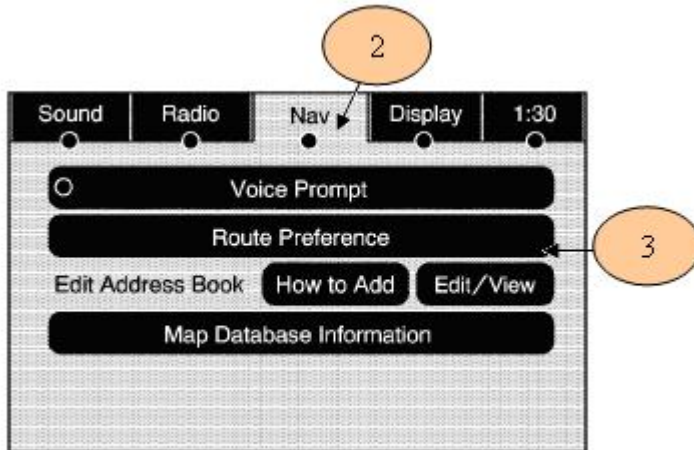 2
Sound Radio Nav Display 1:30
Voice Prompt
Route Preference
3
Edit Address Book How to Add Edit/View
Map Database Information